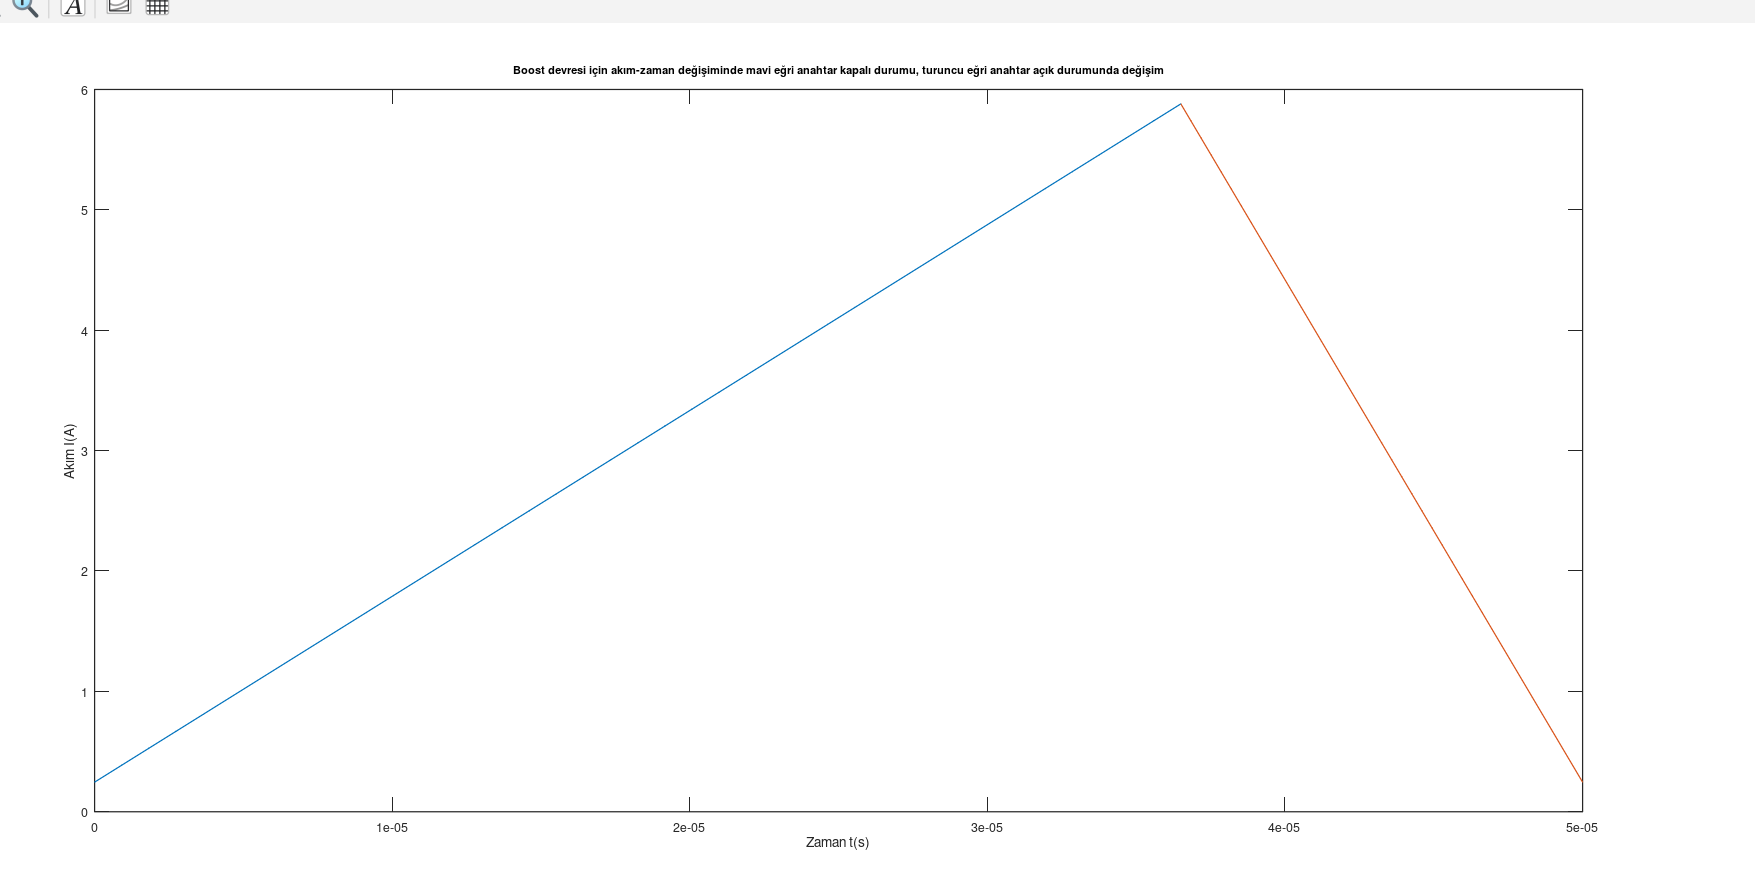 A
Boost devresi için akım-zaman değişiminde mavi eğri anahtar kapalı durumu, turuncu eğri anahtar açık durumunda değişim
6
5
4
3
2
1
0
Akım I(A)
0 1e-05 2e-05 3e-05 4e-05 5e-05
Zaman t(s)